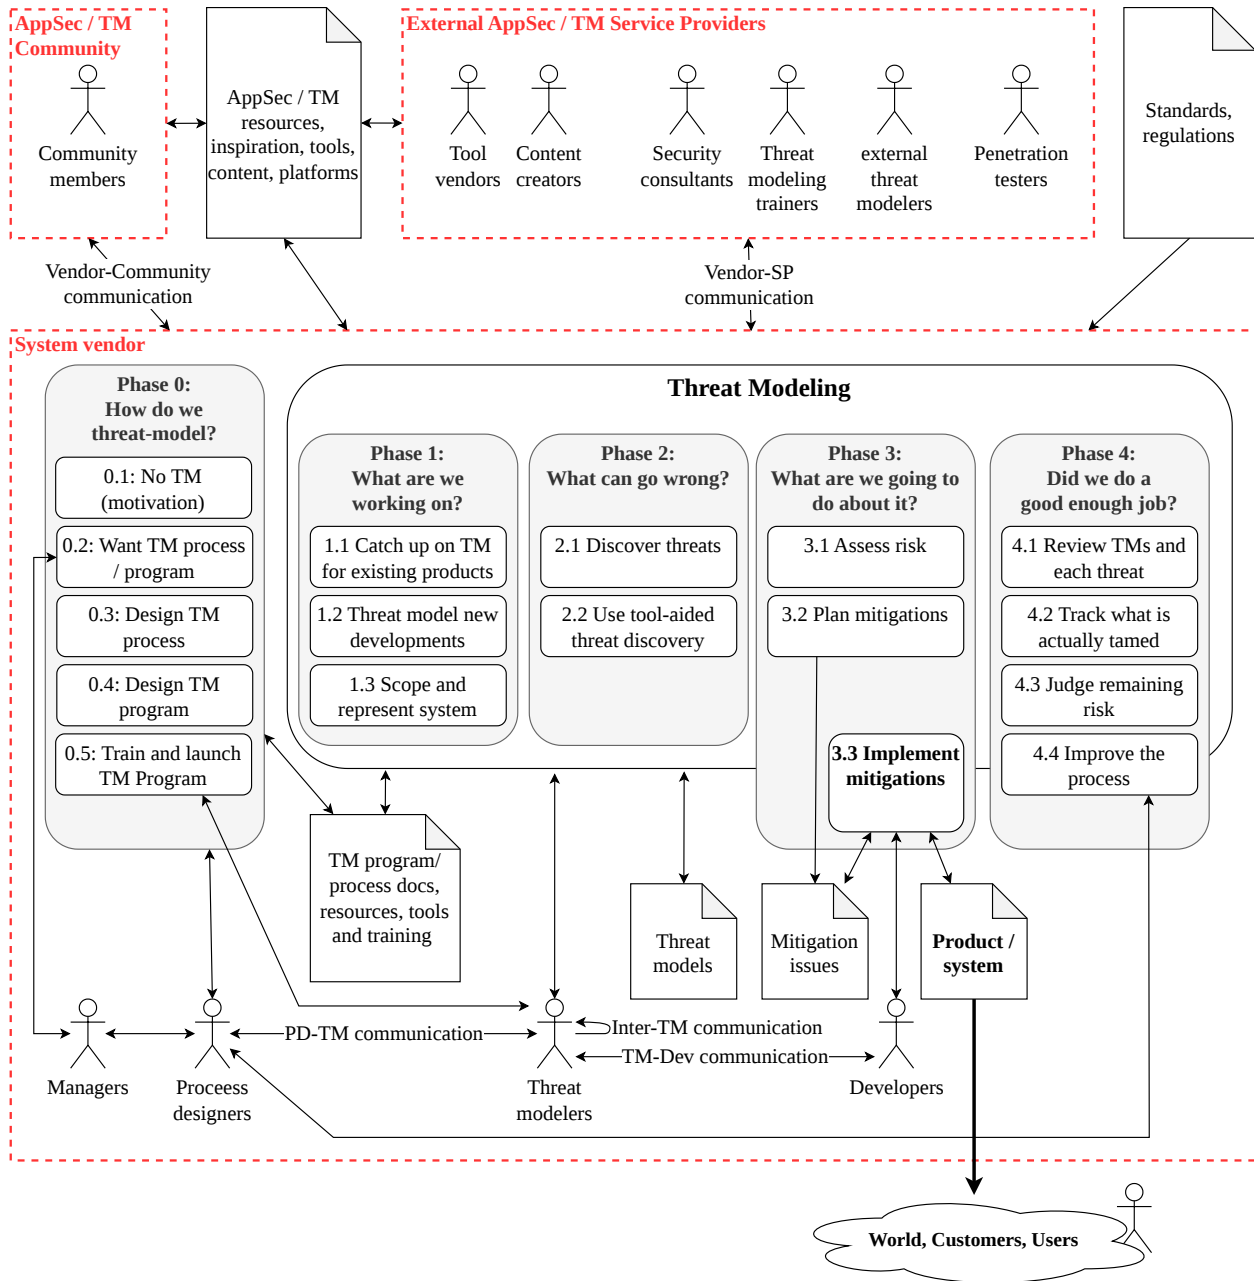 AppSec / TM
Community
Community
members
AppSec / TM
resources,
inspiration, tools,
content, platforms
External AppSec / TM Service Providers
Tool
vendors
Content
creators
Security
consultants
Threat
modeling
trainers
external
threat
modelers
Penetration
testers
Standards,
regulations
Vendor-Community
communication
Vendor-SP
communication
System vendor
Phase 0:
How do we
threat-model?
0.1: No TM
(motivation)
0.2: Want TM process
/ program
0.3: Design TM
process
0.4: Design TM
program
0.5: Train and launch
TM Program
Threat Modeling
Phase 1:
What are we
working on?
1.1 Catch up on TM
for existing products
1.2 Threat model new
developments
1.3 Scope and
represent system
Phase 2:
What can go wrong?
2.1 Discover threats
2.2 Use tool-aided
threat discovery
Phase 3:
What are we going to
do about it?
3.1 Assess risk
3.2 Plan mitigations
3.3 Implement
mitigations
Phase 4:
Did we do a
good enough job?
4.1 Review TMs and
each threat
4.2 Track what is
actually tamed
4.3 Judge remaining
risk
4.4 Improve the
process
TM program/
process docs,
resources, tools
and training
Threat
models
Mitigation
issues
Product /
system
Managers
Proceess
designers
PD-TM communication
Threat
modelers
Inter-TM communication
TM-Dev communication
Developers
World, Customers, Users